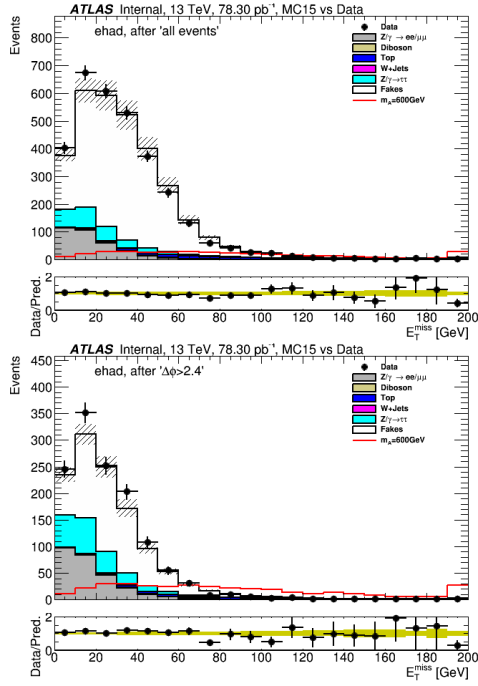 ATLAS Internal, 13 TeV, 78.30 pb⁻¹, MC15 vs Data
Events
ehad, after 'all events'
Data
Z/γ → ee/μμ
Diboson
Top
W+Jets
Z/γ→ττ
Fakes
m_A=600GeV
800
700
600
500
400
300
200
100
0
Data/Pred.
2
1
0
0 20 40 60 80 100 120 140 160 180 200
E_T^miss [GeV]
ATLAS Internal, 13 TeV, 78.30 pb⁻¹, MC15 vs Data
Events
ehad, after 'Δϕ>2.4'
Data
Z/γ → ee/μμ
Diboson
Top
W+Jets
Z/γ→ττ
Fakes
m_A=600GeV
450
400
350
300
250
200
150
100
50
0
Data/Pred.
2
1
0
0 20 40 60 80 100 120 140 160 180 200
E_T^miss [GeV]